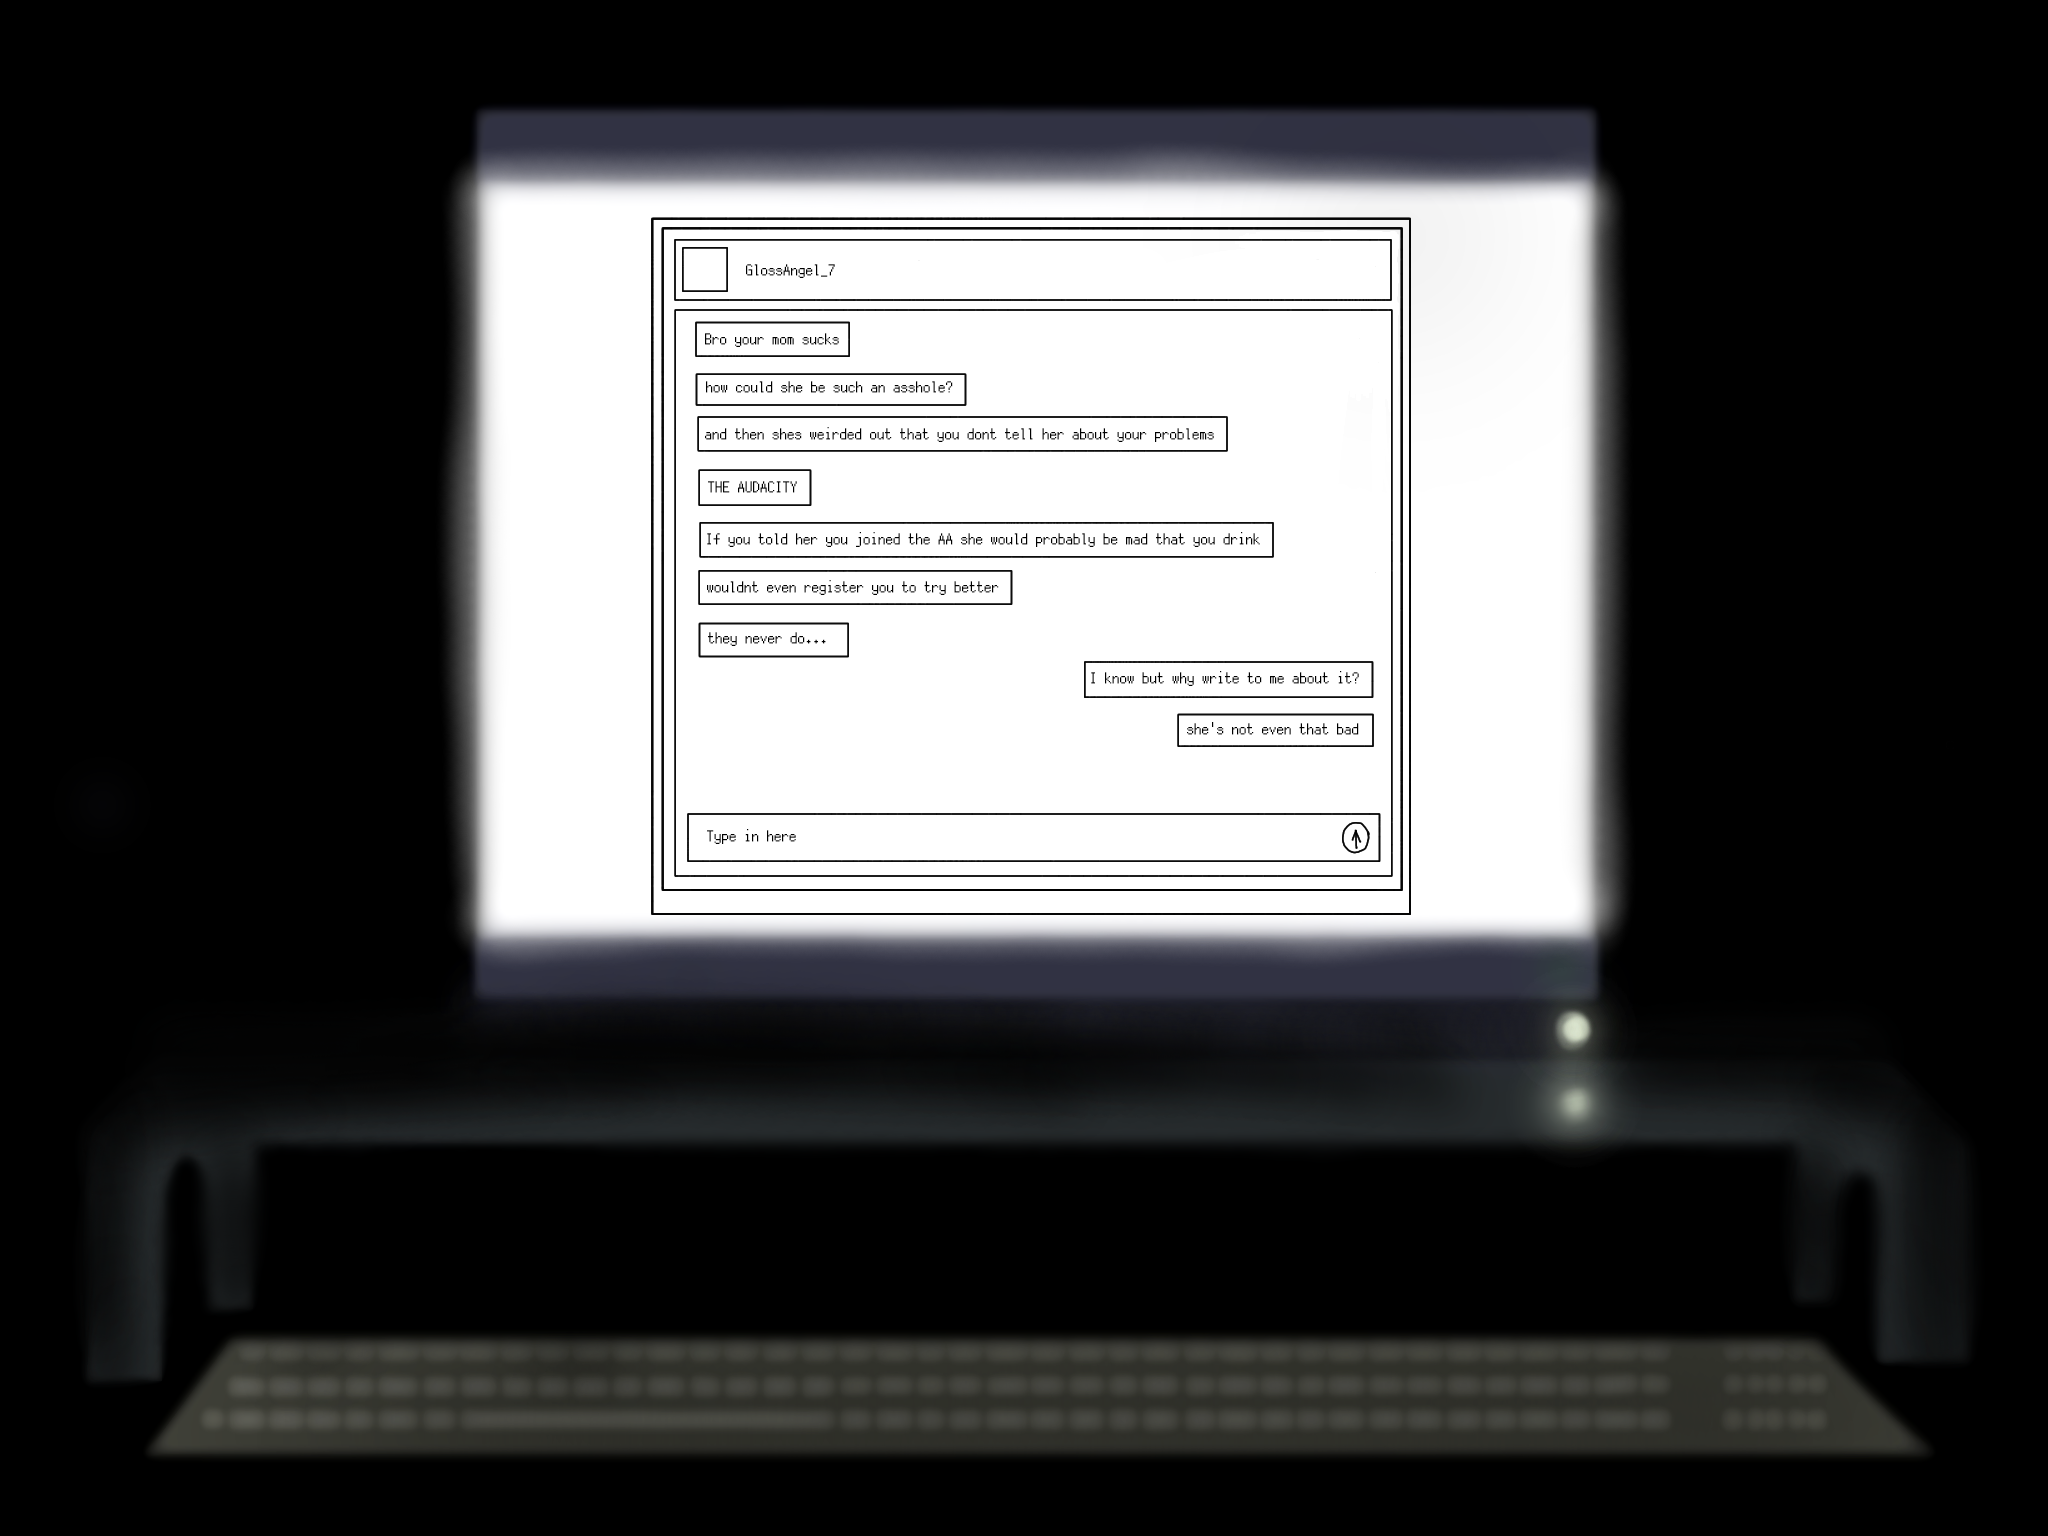 GlossAngel_7
Bro your mom sucks
how could she be such an asshole?
and then shes weirded out that you dont tell her about your problems
THE AUDACITY
If you told her you joined the AA she would probably be mad that you drink
wouldnt even register you to try better
they never do...
I know but why write to me about it?
she's not even that bad
Type in here